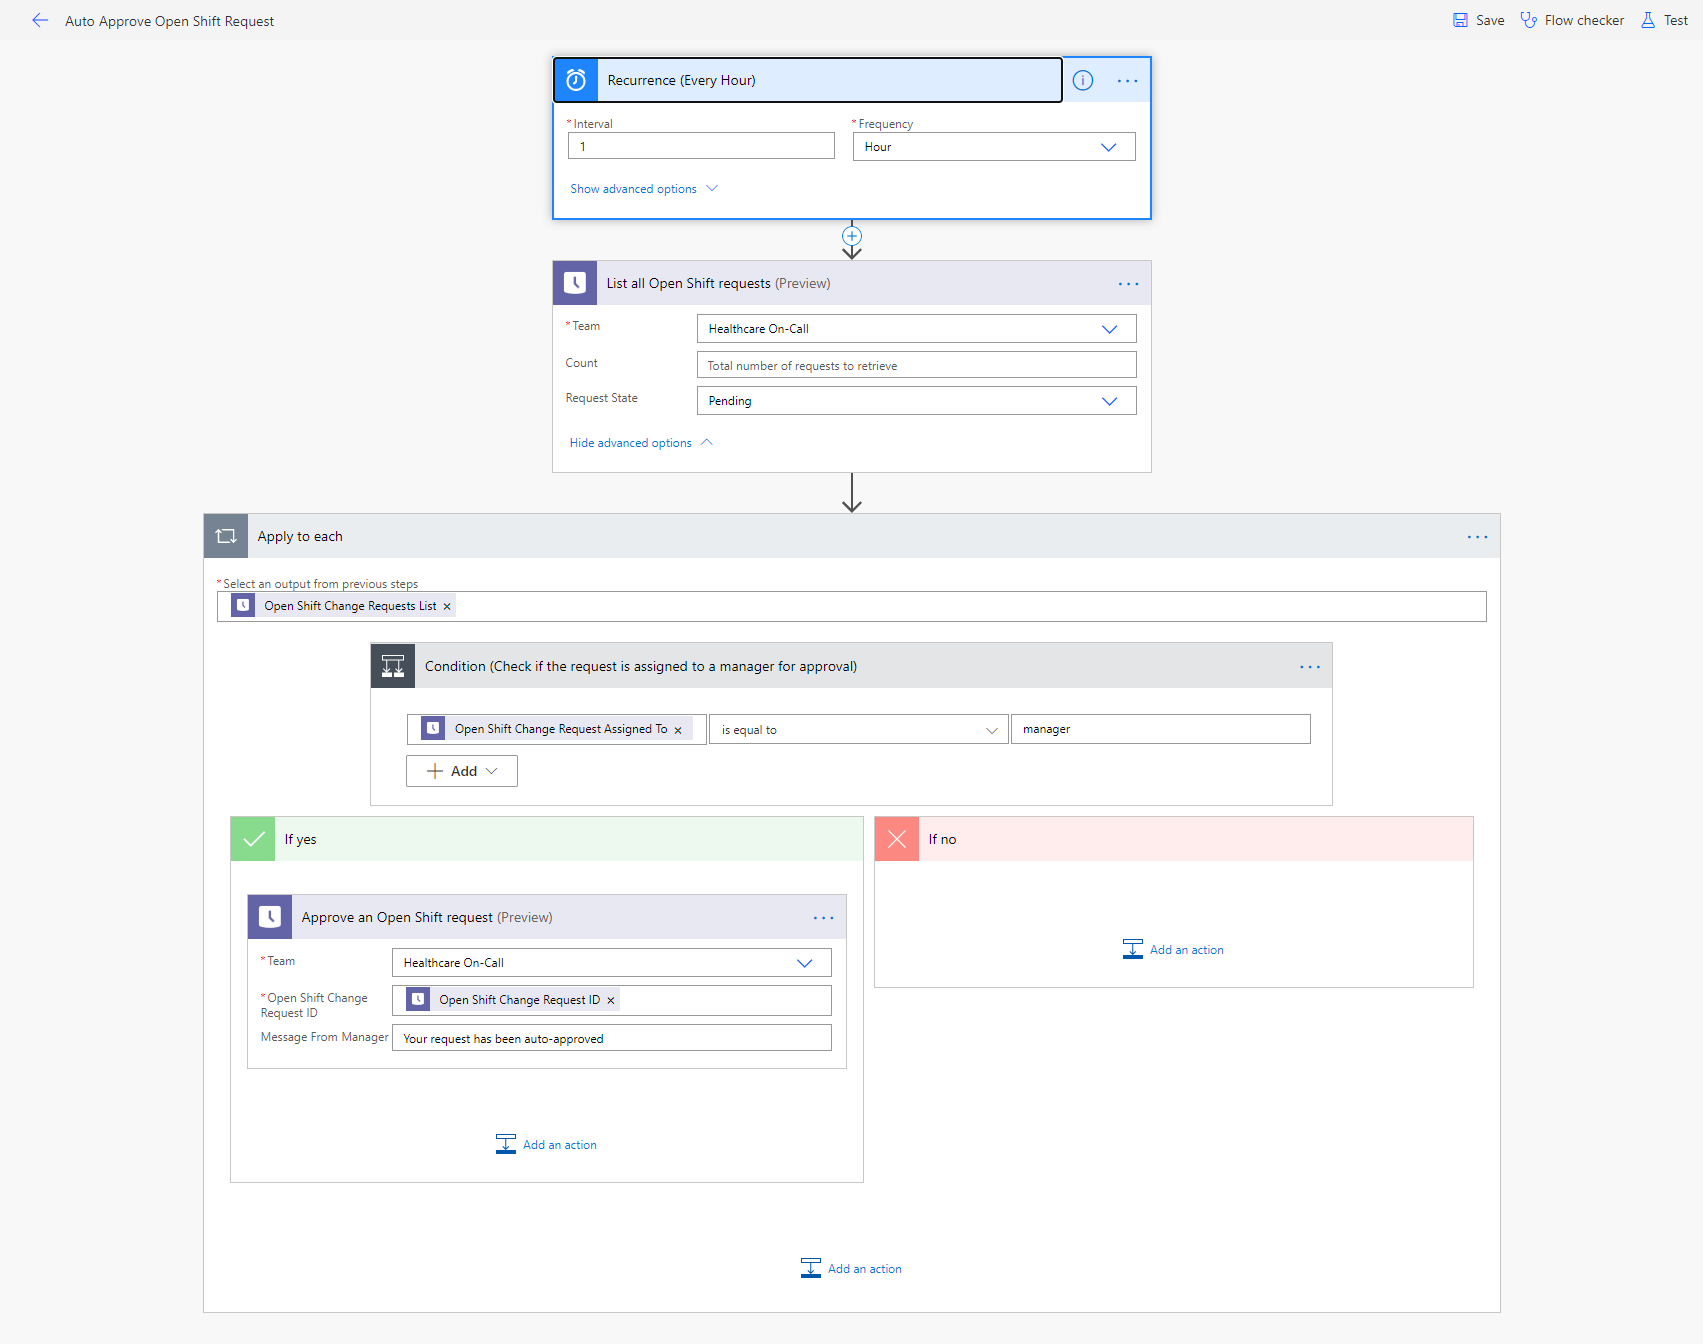 Auto Approve Open Shift Request
Save
Flow checker
Test
Recurrence (Every Hour)
*Interval
*Frequency
1
Hour
Show advanced options
List all Open Shift requests (Preview)
*Team
Healthcare On-Call
Count
Total number of requests to retrieve
Request State
Pending
Hide advanced options
Apply to each
*Select an output from previous steps
Open Shift Change Requests List
Condition (Check if the request is assigned to a manager for approval)
Open Shift Change Request Assigned To
is equal to
manager
Add
If yes
If no
Approve an Open Shift request (Preview)
Add an action
*Team
Healthcare On-Call
*Open Shift Change
Request ID
Open Shift Change Request ID
Message From Manager
Your request has been auto-approved
Add an action
Add an action